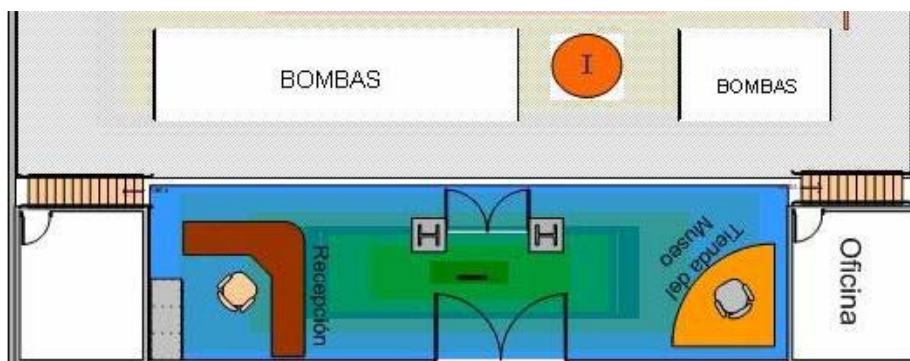 BOMBAS
I
BOMBAS
H
H
Recepción
Tienda del
Museo
Oficina